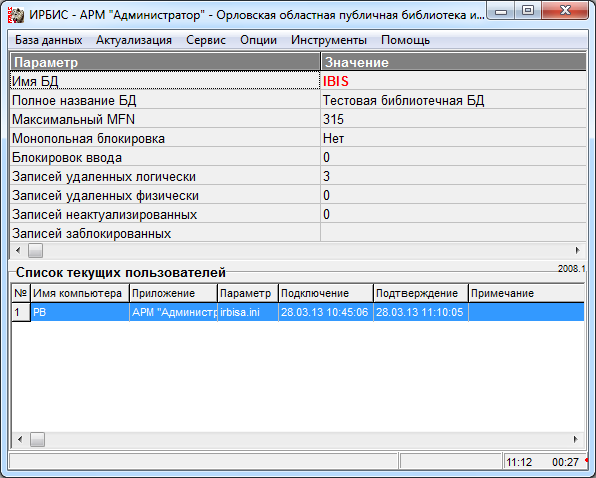 ИРБИС - АРМ "Администратор" - Орловская областная публичная библиотека и...
База данных Актуализация Сервис Опции Инструменты Помощь
Параметр Значение
Имя БД IBIS
Полное название БД Тестовая библиотечная БД
Максимальный MFN 315
Монопольная блокировка Нет
Блокировок ввода 0
Записей удаленных логически 3
Записей удаленных физически 0
Записей неактуализированных 0
Записей заблокированных
Список текущих пользователей 2008.1
№ Имя компьютера Приложение Параметр Подключение Подтверждение Примечание
1 PB АРМ "Администр irbisa.ini 28.03.13 10:45:06 28.03.13 11:10:05
11:12 00:27